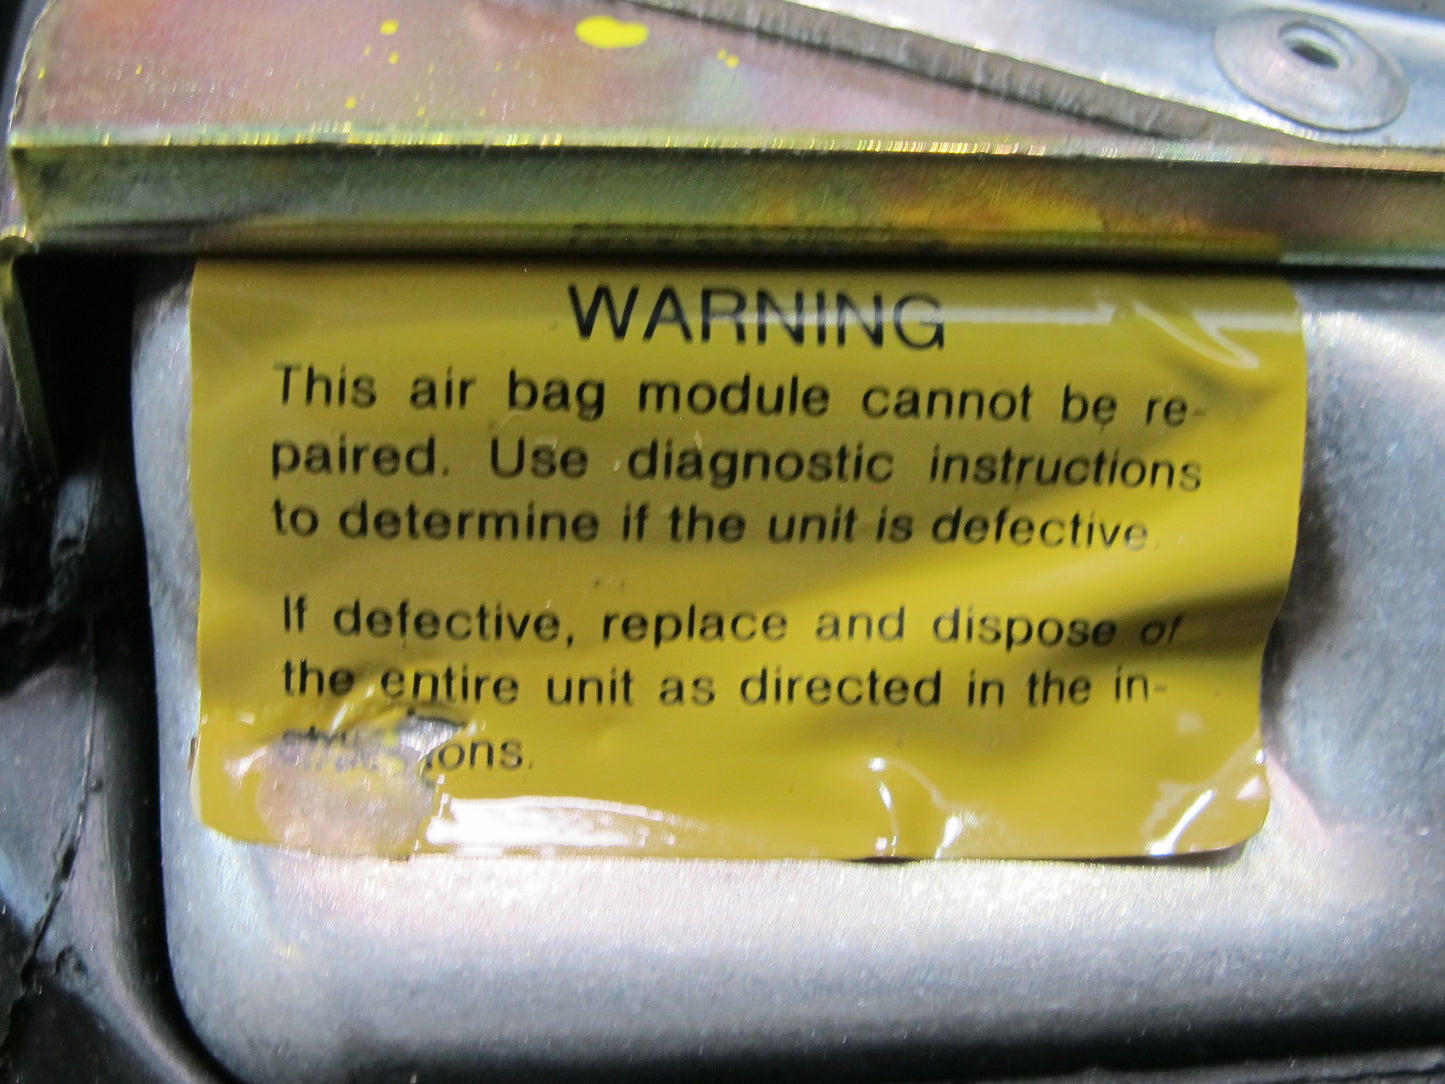 WARNING
This air bag module cannot be re-
paired. Use diagnostic instructions
to determine if the unit is defective.
If defective, replace and dispose of
the entire unit as directed in the in-
ons.